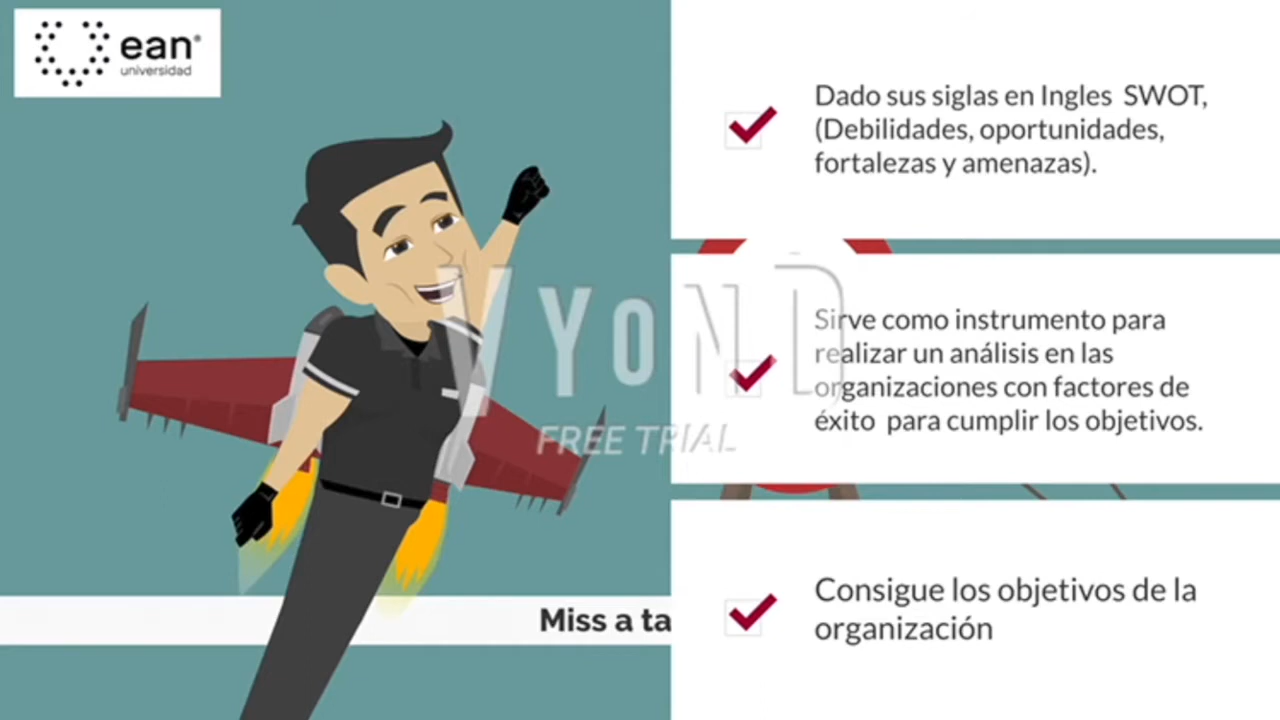 ean®
universidad
Dado sus siglas en Ingles SWOT,
(Debilidades, oportunidades,
fortalezas y amenazas).
Sirve como instrumento para
realizar un análisis en las
organizaciones con factores de
éxito para cumplir los objetivos.
VYOND
FREE TRIAL
Consigue los objetivos de la
organización
Miss a ta